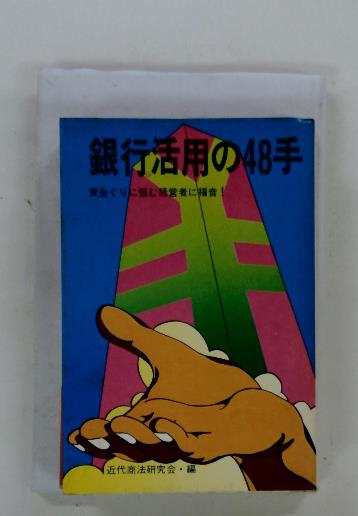 銀行活用の48手
資金ぐりに悩む経営者に福音!
近代商法研究会・編